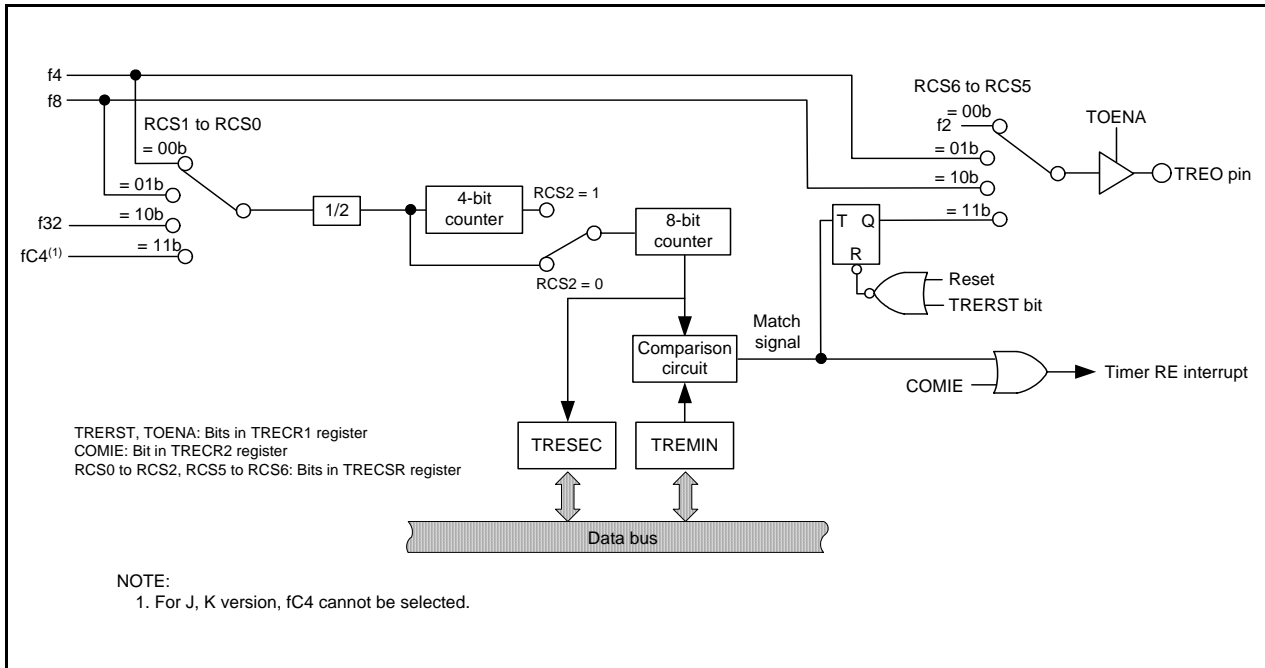 f4
f8
RCS1 to RCS0
= 00b
= 01b
f32
= 10b
fC4(1)
= 11b
1/2
4-bit
counter
RCS2 = 1
RCS2 = 0
8-bit
counter
RCS6 to RCS5
= 00b
f2
= 01b
= 10b
= 11b
TOENA
TREO pin
T Q
R
Reset
TRERST bit
Comparison
circuit
Match
signal
COMIE
Timer RE interrupt
TRESEC
TREMIN
TRERST, TOENA: Bits in TRECR1 register
COMIE: Bit in TRECR2 register
RCS0 to RCS2, RCS5 to RCS6: Bits in TRECSR register
Data bus
NOTE:
1. For J, K version, fC4 cannot be selected.